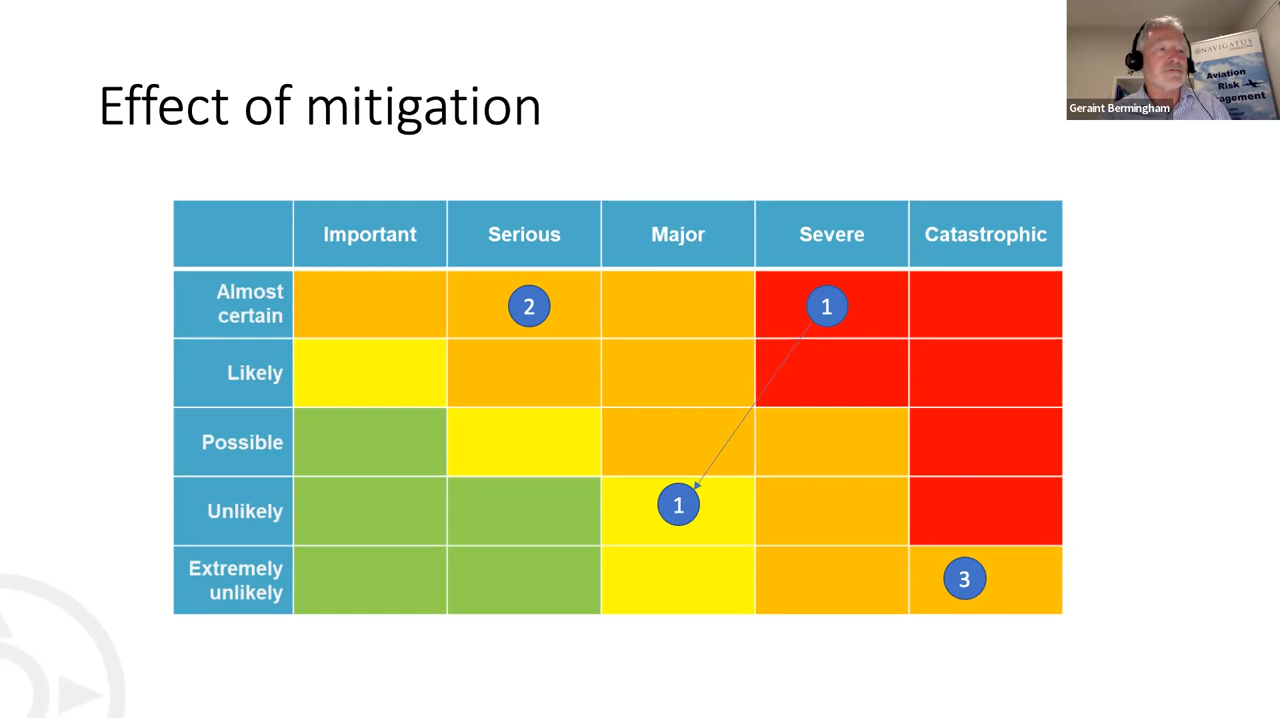 NAVIGATUS
Aviation
Risk
agement
Geraint Bermingham
Effect of mitigation
Important Serious Major Severe Catastrophic
Almost
certain
2 1
Likely
Possible
Unlikely
1
Extremely
unlikely
3